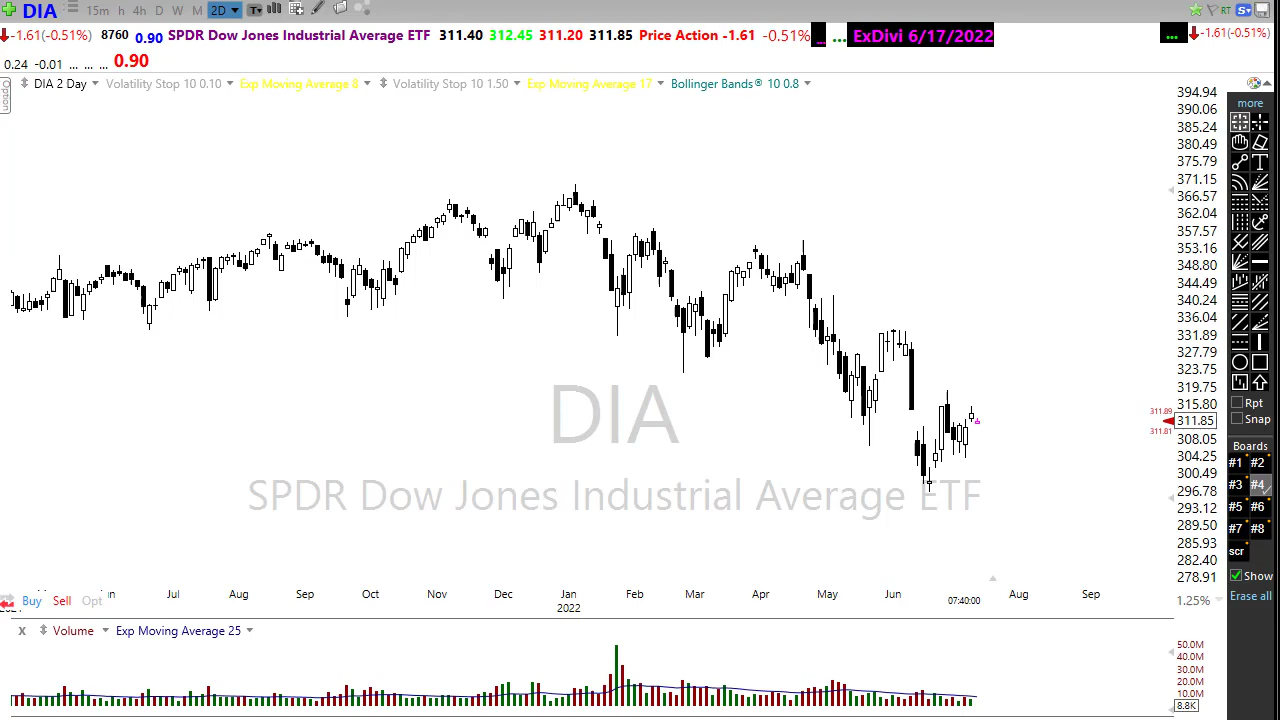 DIA 15m h 4h D W M 2D T RT S
-1.61(-0.51%) 8760 0.90 SPDR Dow Jones Industrial Average ETF 311.40 312.45 311.20 311.85 Price Action -1.61 -0.51% ... ... ExDivi 6/17/2022 ... -1.61(-0.51%)
0.24 -0.01 ... ... ... 0.90
Option
DIA 2 Day Volatility Stop 10 0.10 Exp Moving Average 8 Volatility Stop 10 1.50 Exp Moving Average 17 Bollinger Bands® 10 0.8
394.94
390.06
385.24
380.49
375.79
371.15
366.57
362.04
357.57
353.16
348.80
344.49
340.24
336.04
331.89
327.79
323.75
319.75
315.80
311.89
311.85
311.81
308.05
304.25
300.49
296.78
293.12
289.50
285.93
282.40
278.91
DIA
SPDR Dow Jones Industrial Average ETF
Jul Aug Sep Oct Nov Dec 2022 Feb Mar Apr May Jun 07:40:00 Aug Sep
Buy Sell Opt 1.25%
X Volume Exp Moving Average 25
50.0M
40.0M
30.0M
20.0M
10.0M
8.8K
more
T
Rpt
Snap
Boards
#1 #2
#3 #4
#5 #6
#7 #8
scr
Show
Erase all